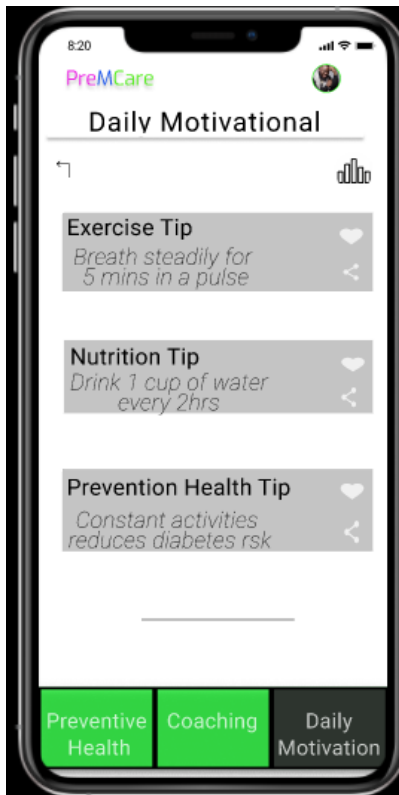 8:20
PreMCare
Daily Motivational
Exercise Tip
Breath steadily for
5 mins in a pulse
Nutrition Tip
Drink 1 cup of water
every 2hrs
Prevention Health Tip
Constant activities
reduces diabetes rsk
Preventive
Health
Coaching
Daily
Motivation